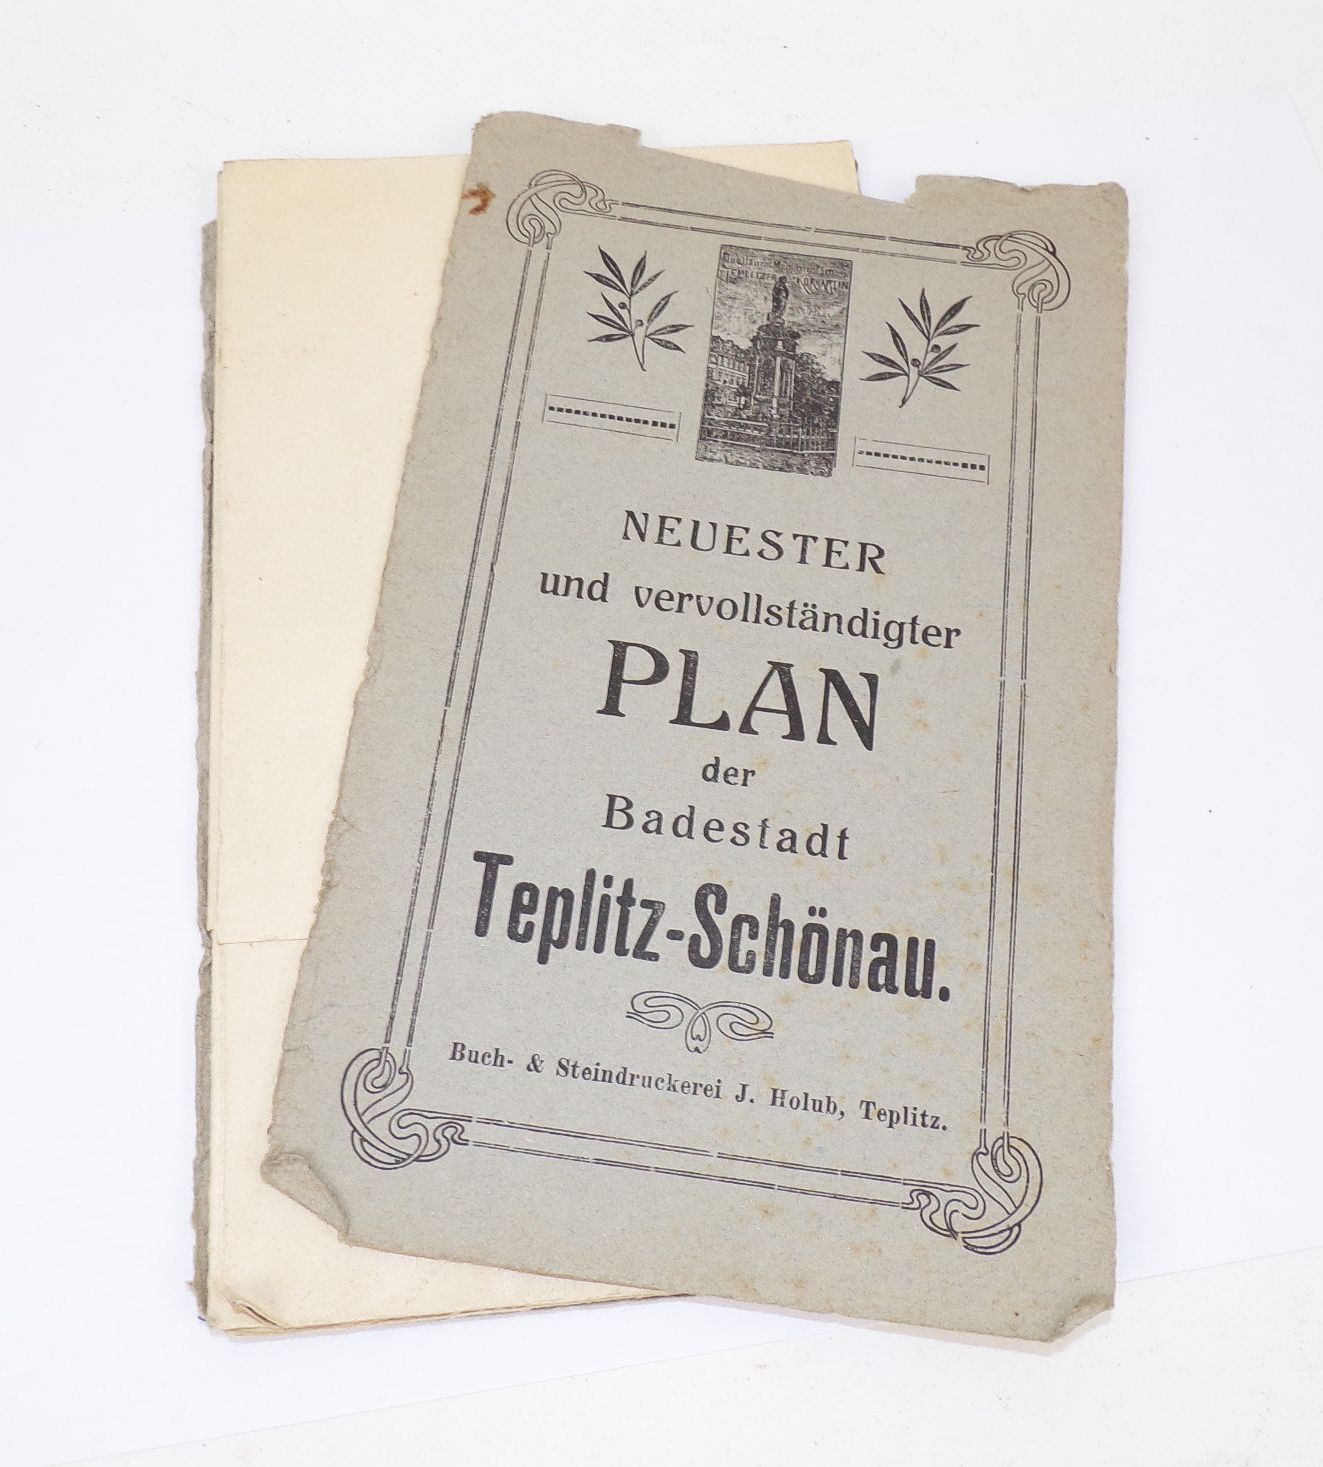 NEUESTER
und vervollständigter
PLAN
der
Badestadt
Teplitz-Schönau.
Buch- & Steindruckerei J. Holub, Teplitz.